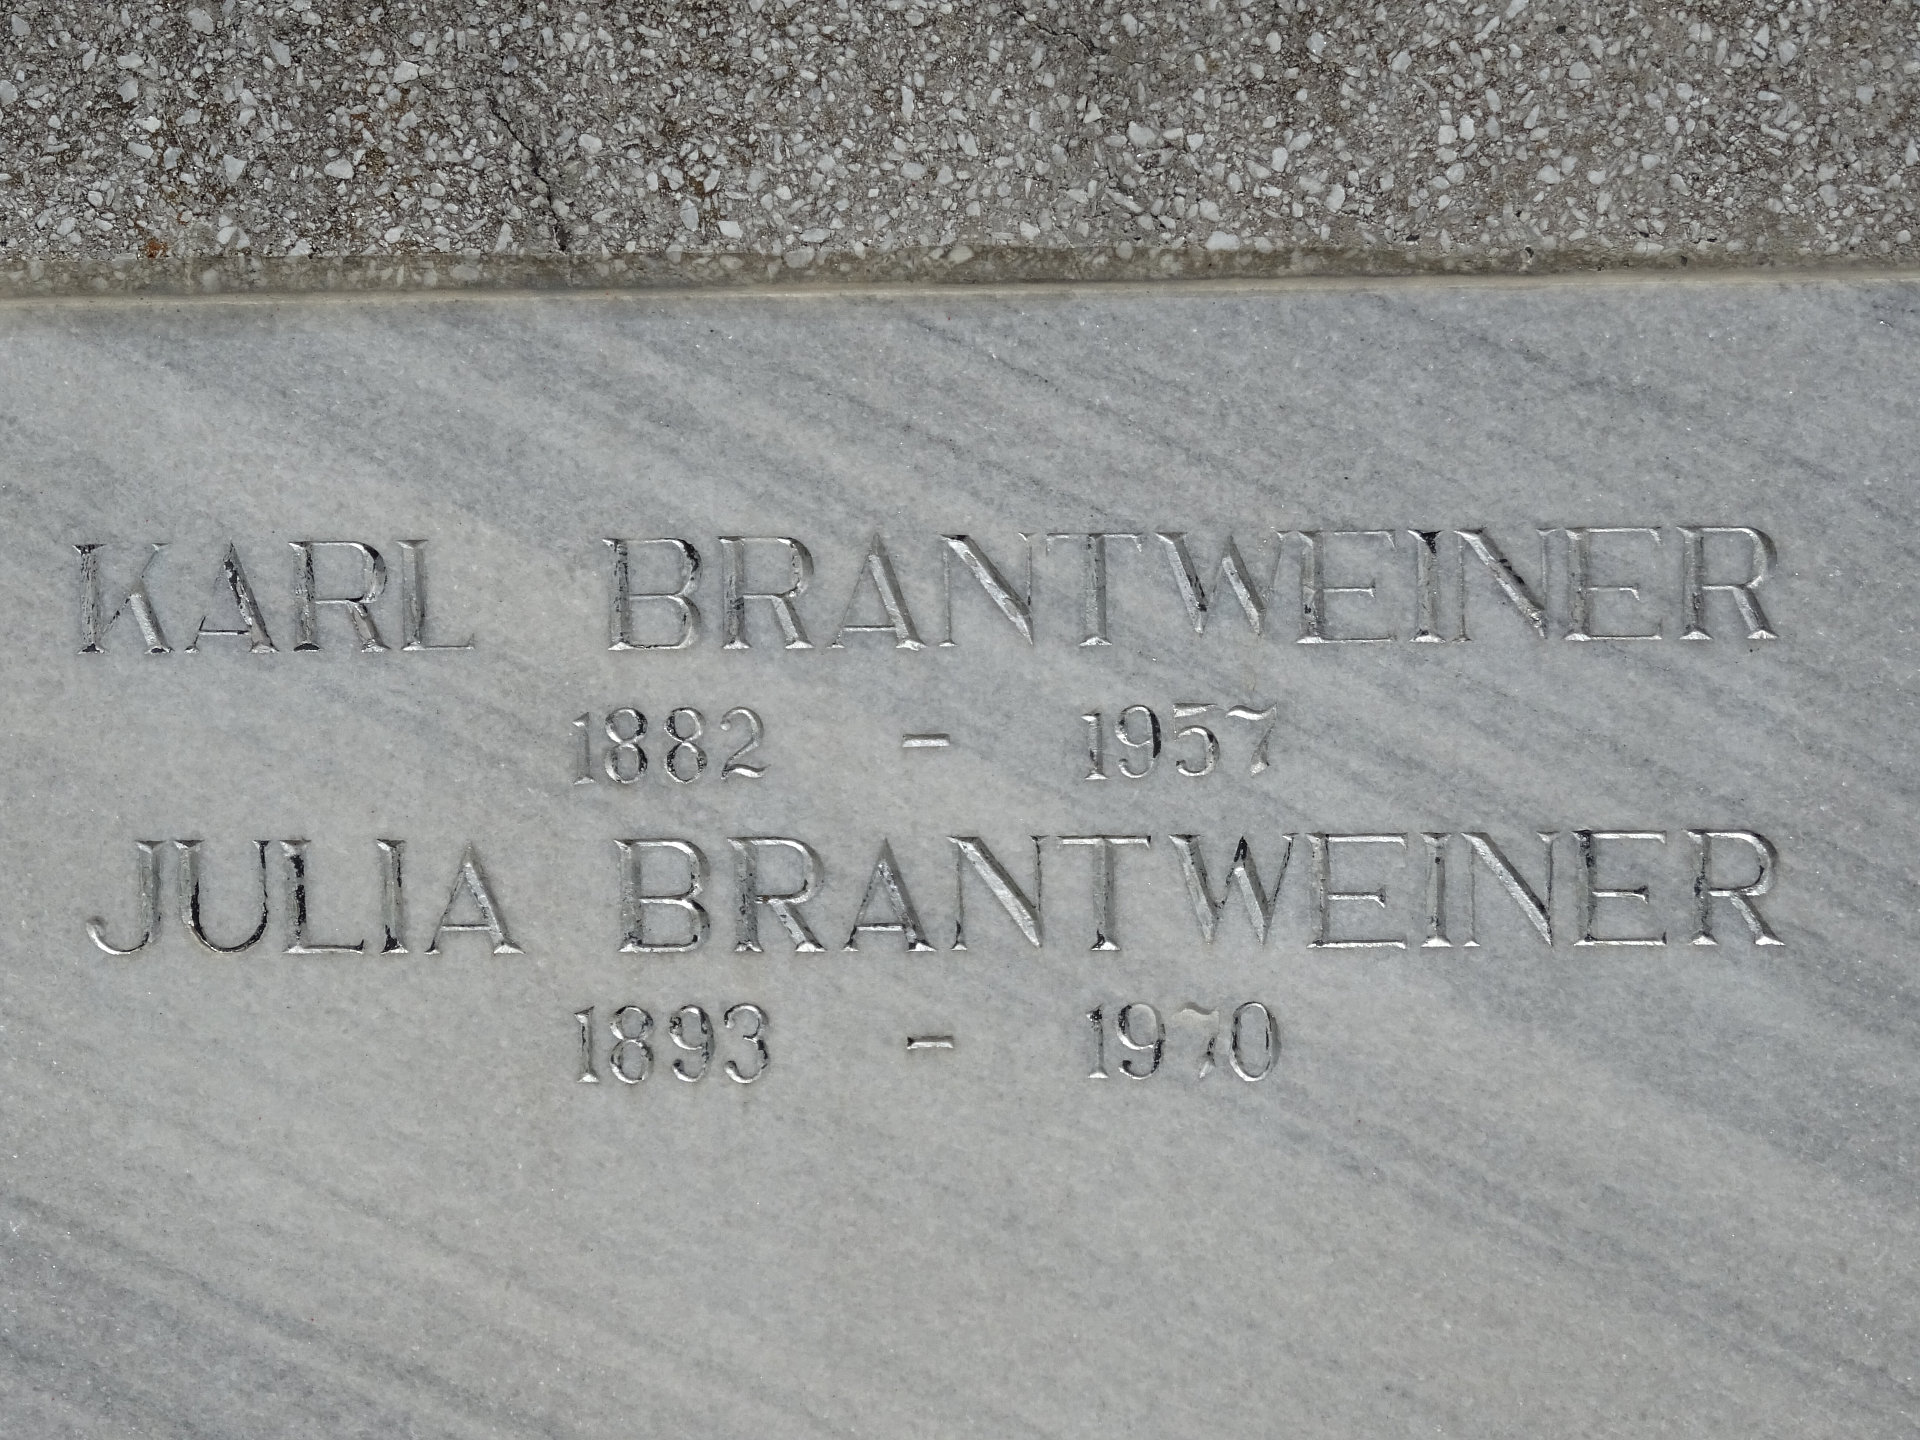 KARL BRANTWEINER
1882 - 1957
JULIA BRANTWEINER
1893 - 1970